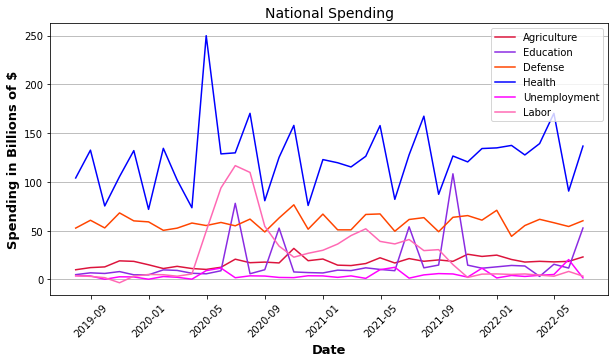 National Spending
Agriculture
Education
Defense
Health
Unemployment
Labor
250
200
150
100
50
0
Spending in Billions of $
2019-09
2020-01
2020-05
2020-09
2021-01
2021-05
2021-09
2022-01
2022-05
Date